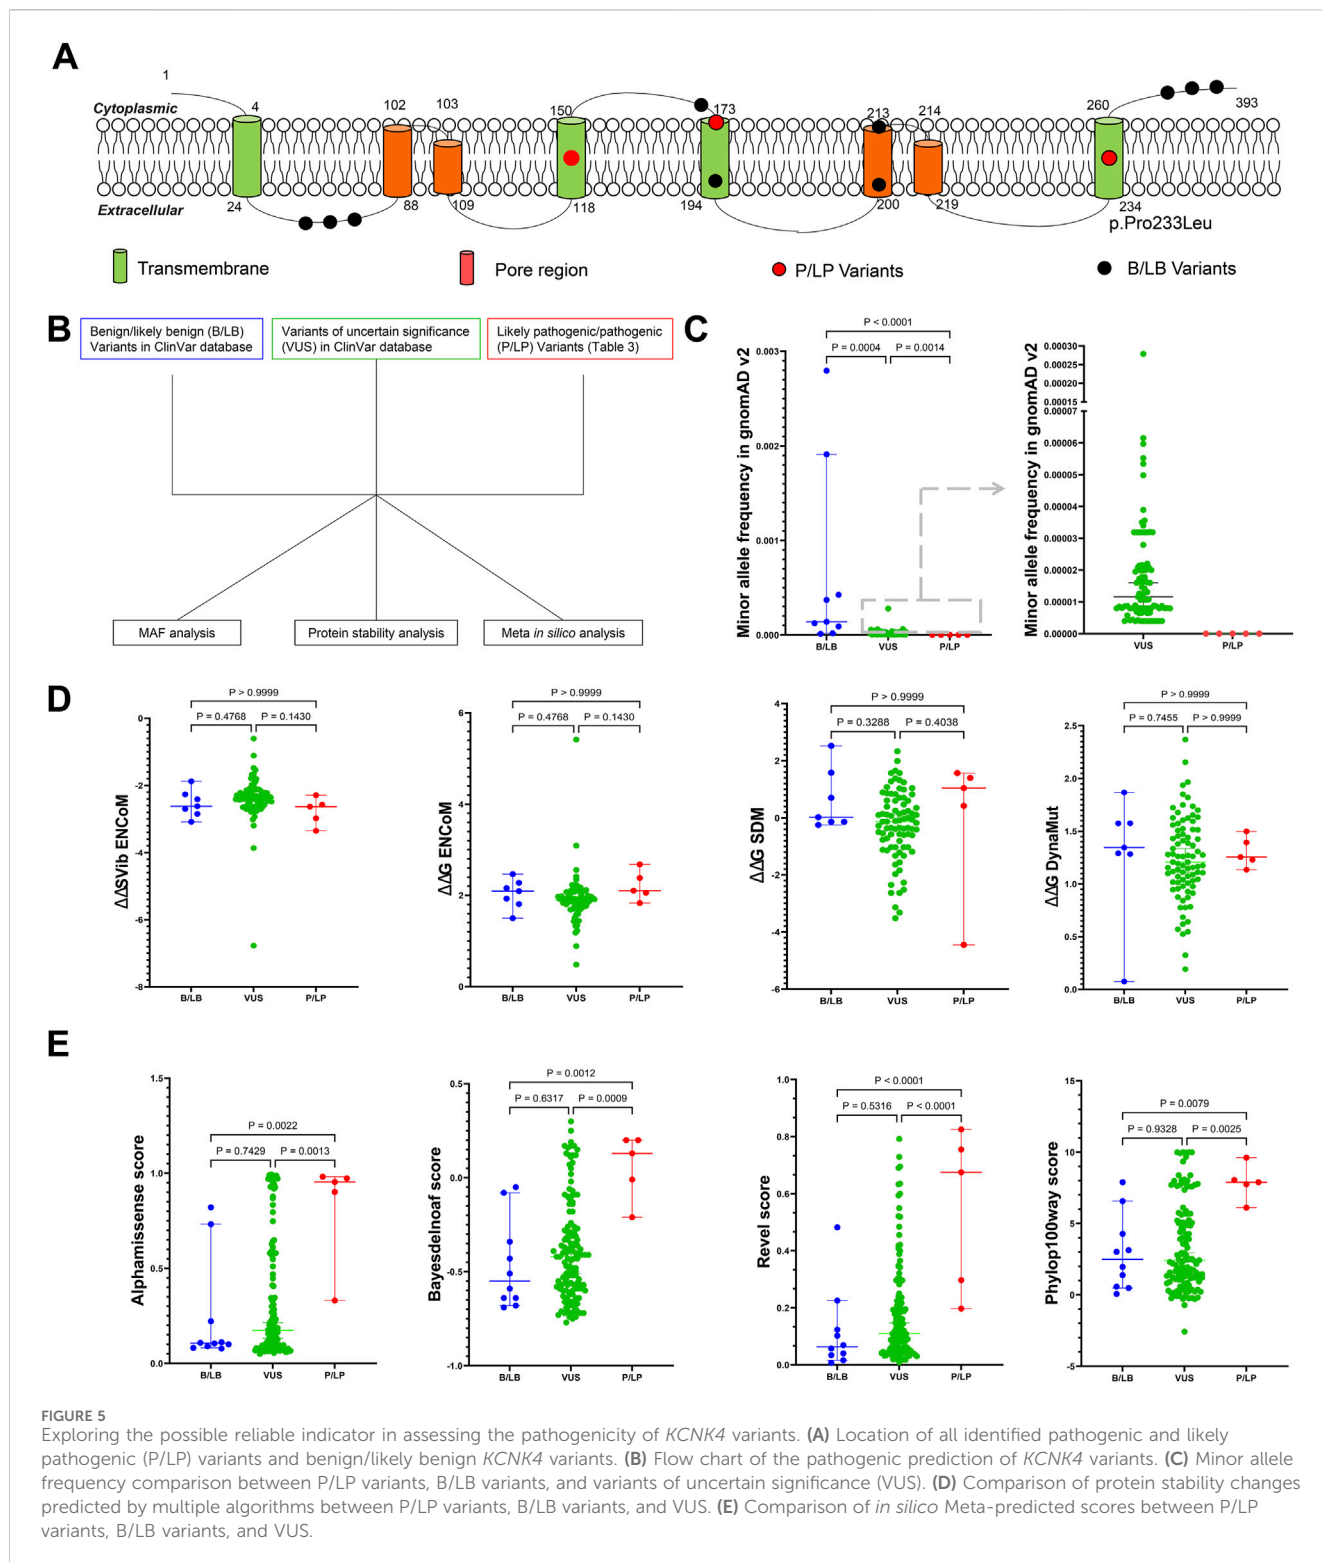 A
1
Cytoplasmic
4
102
103
150
173
213
214
260
393
Extracellular
24
88
109
118
194
200
219
234
p.Pro233Leu
Transmembrane
Pore region
P/LP Variants
B/LB Variants
B
Benign/likely benign (B/LB)
Variants in ClinVar database
Variants of uncertain significance
(VUS) in ClinVar database
Likely pathogenic/pathogenic
(P/LP) Variants (Table 3)
MAF analysis
Protein stability analysis
Meta in silico analysis
C
Minor allele frequency in gnomAD v2
P < 0.0001
P = 0.0004
P = 0.0014
0.003
0.002
0.001
0.000
B/LB
VUS
P/LP
Minor allele frequency in gnomAD v2
0.00030
0.00025
0.00020
0.00015
0.00007
0.00006
0.00005
0.00004
0.00003
0.00002
0.00001
0.00000
VUS
P/LP
D
ΔΔSVib ENCoM
P > 0.9999
P = 0.4768
P = 0.1430
0
-2
-4
-6
-8
B/LB
VUS
P/LP
ΔΔG ENCoM
P > 0.9999
P = 0.4768
P = 0.1430
6
4
2
0
B/LB
VUS
P/LP
ΔΔG SDM
P > 0.9999
P = 0.3288
P = 0.4038
4
2
0
-2
-4
-6
B/LB
VUS
P/LP
ΔΔG DynaMut
P > 0.9999
P = 0.7455
P > 0.9999
2.5
2.0
1.5
1.0
0.5
0.0
B/LB
VUS
P/LP
E
Alphamissense score
P = 0.0022
P = 0.7429
P = 0.0013
1.5
1.0
0.5
0.0
B/LB
VUS
P/LP
Bayesdelnoaf score
P = 0.0012
P = 0.6317
P = 0.0009
0.5
0.0
-0.5
-1.0
B/LB
VUS
P/LP
Revel score
P < 0.0001
P = 0.5316
P < 0.0001
1.0
0.8
0.6
0.4
0.2
0.0
B/LB
VUS
P/LP
Phylop100way score
P = 0.0079
P = 0.9328
P = 0.0025
15
10
5
0
-5
B/LB
VUS
P/LP
FIGURE 5
Exploring the possible reliable indicator in assessing the pathogenicity of KCNK4 variants. (A) Location of all identified pathogenic and likely
pathogenic (P/LP) variants and benign/likely benign KCNK4 variants. (B) Flow chart of the pathogenic prediction of KCNK4 variants. (C) Minor allele
frequency comparison between P/LP variants, B/LB variants, and variants of uncertain significance (VUS). (D) Comparison of protein stability changes
predicted by multiple algorithms between P/LP variants, B/LB variants, and VUS. (E) Comparison of in silico Meta-predicted scores between P/LP
variants, B/LB variants, and VUS.